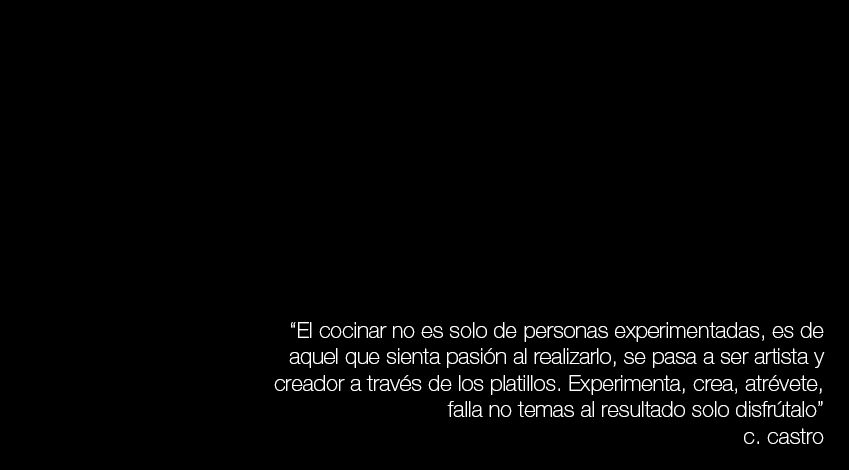 “El cocinar no es solo de personas experimentadas, es de
aquel que sienta pasión al realizarlo, se pasa a ser artista y
creador a través de los platillos. Experimenta, crea, atrévete,
falla no temas al resultado solo disfrútalo”
c. castro